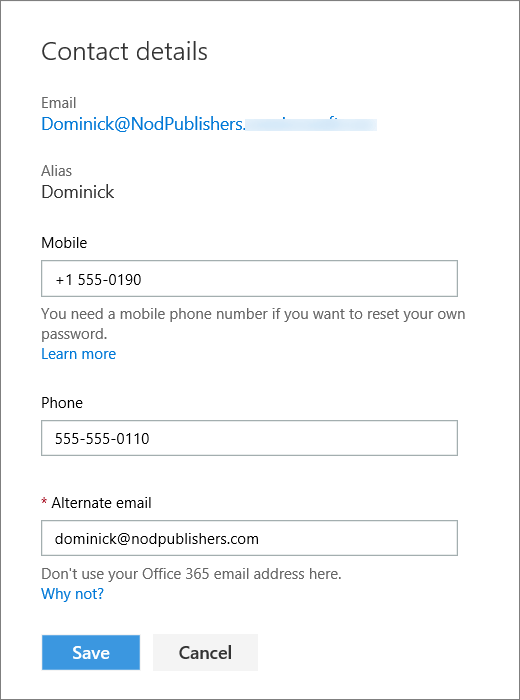 Contact details
Email
Dominick@NodPublishers.
Alias
Dominick
Mobile
+1 555-0190
You need a mobile phone number if you want to reset your own
password.
Learn more
Phone
555-555-0110
* Alternate email
dominick@nodpublishers.com
Don't use your Office 365 email address here.
Why not?
Save Cancel